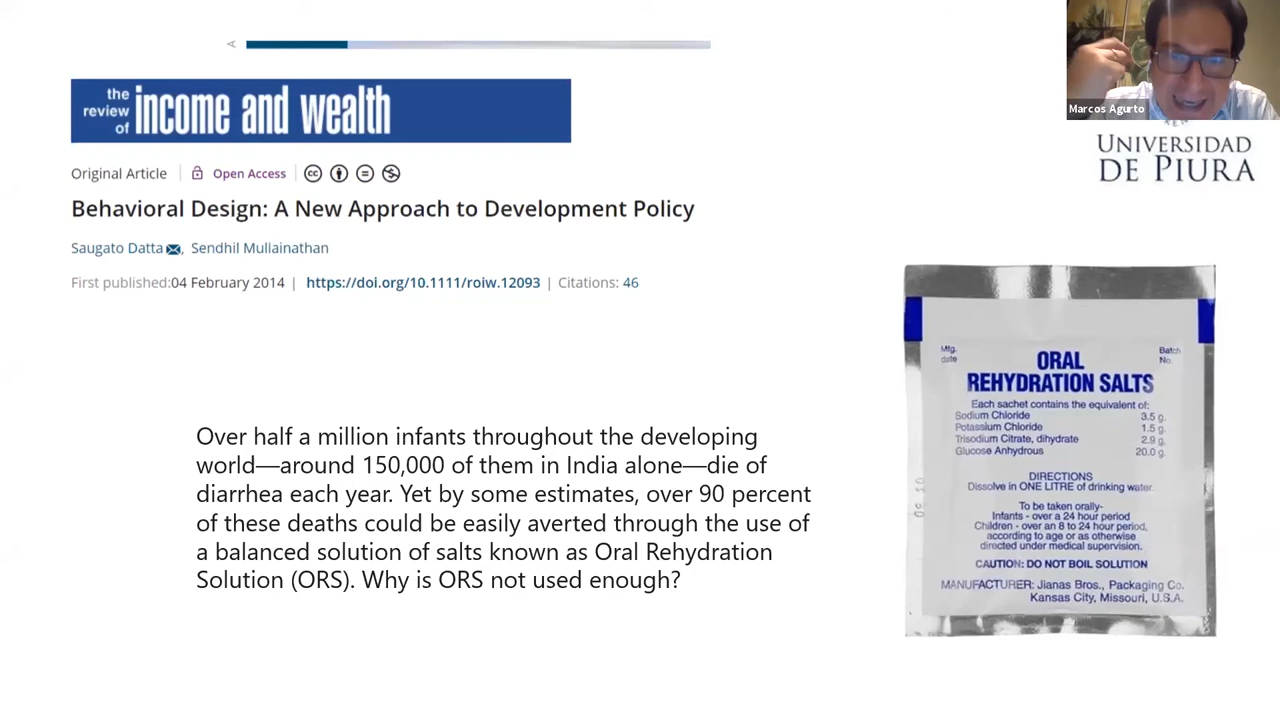 the
review
of
income and wealth
Marcos Agurto
UNIVERSIDAD
DE PIURA
Original Article | Open Access
Behavioral Design: A New Approach to Development Policy
Saugato Datta, Sendhil Mullainathan
First published:04 February 2014 | https://doi.org/10.1111/roiw.12093 | Citations: 46
Over half a million infants throughout the developing
world—around 150,000 of them in India alone—die of
diarrhea each year. Yet by some estimates, over 90 percent
of these deaths could be easily averted through the use of
a balanced solution of salts known as Oral Rehydration
Solution (ORS). Why is ORS not used enough?
Mfg.
date
Batch
No.
ORAL
REHYDRATION SALTS
Each sachet contains the equivalent of:
Sodium Chloride 3.5 g.
Potassium Chloride 1.5 g.
Trisodium Citrate, dihydrate 2.9 g.
Glucose Anhydrous 20.0 g.
DIRECTIONS
Dissolve in ONE LITRE of drinking water.
To be taken orally-
Infants - over a 24 hour period
Children - over an 8 to 24 hour period,
according to age or as otherwise
directed under medical supervision.
CAUTION: DO NOT BOIL SOLUTION
MANUFACTURER: Jianas Bros., Packaging Co.
Kansas City, Missouri, U.S.A.